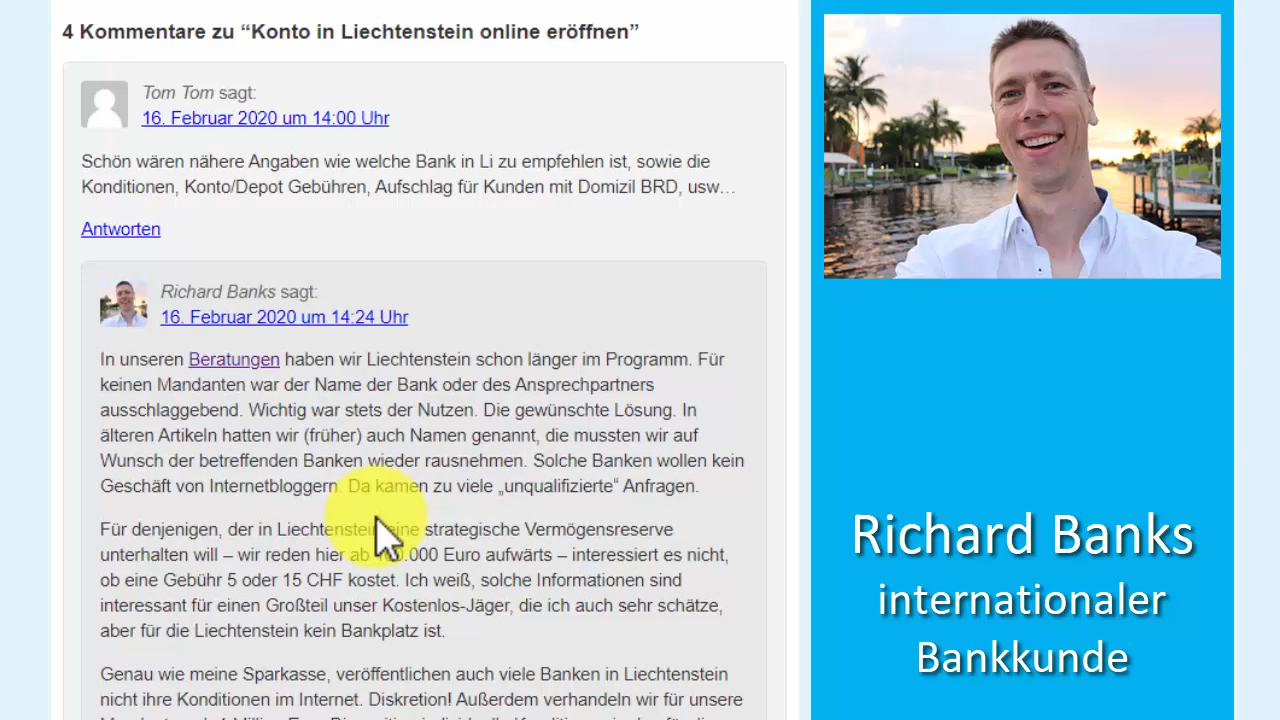 4 Kommentare zu “Konto in Liechtenstein online eröffnen”
Tom Tom sagt:
16. Februar 2020 um 14:00 Uhr
Schön wären nähere Angaben wie welche Bank in Li zu empfehlen ist, sowie die
Konditionen, Konto/Depot Gebühren, Aufschlag für Kunden mit Domizil BRD, usw…
Antworten
Richard Banks sagt:
16. Februar 2020 um 14:24 Uhr
In unseren Beratungen haben wir Liechtenstein schon länger im Programm. Für
keinen Mandanten war der Name der Bank oder des Ansprechpartners
ausschlaggebend. Wichtig war stets der Nutzen. Die gewünschte Lösung. In
älteren Artikeln hatten wir (früher) auch Namen genannt, die mussten wir auf
Wunsch der betreffenden Banken wieder rausnehmen. Solche Banken wollen kein
Geschäft von Internetbloggern. Da kamen zu viele „unqualifizierte“ Anfragen.
Für denjenigen, der in Liechtenstein eine strategische Vermögensreserve
unterhalten will – wir reden hier ab Euro aufwärts – interessiert es nicht,
ob eine Gebühr 5 oder 15 CHF kostet. Ich weiß, solche Informationen sind
interessant für einen Großteil unser Kostenlos-Jäger, die ich auch sehr schätze,
aber für die Liechtenstein kein Bankplatz ist.
Genau wie meine Sparkasse, veröffentlichen auch viele Banken in Liechtenstein
nicht ihre Konditionen im Internet. Diskretion! Außerdem verhandeln wir für unsere
Richard Banks
internationaler
Bankkunde